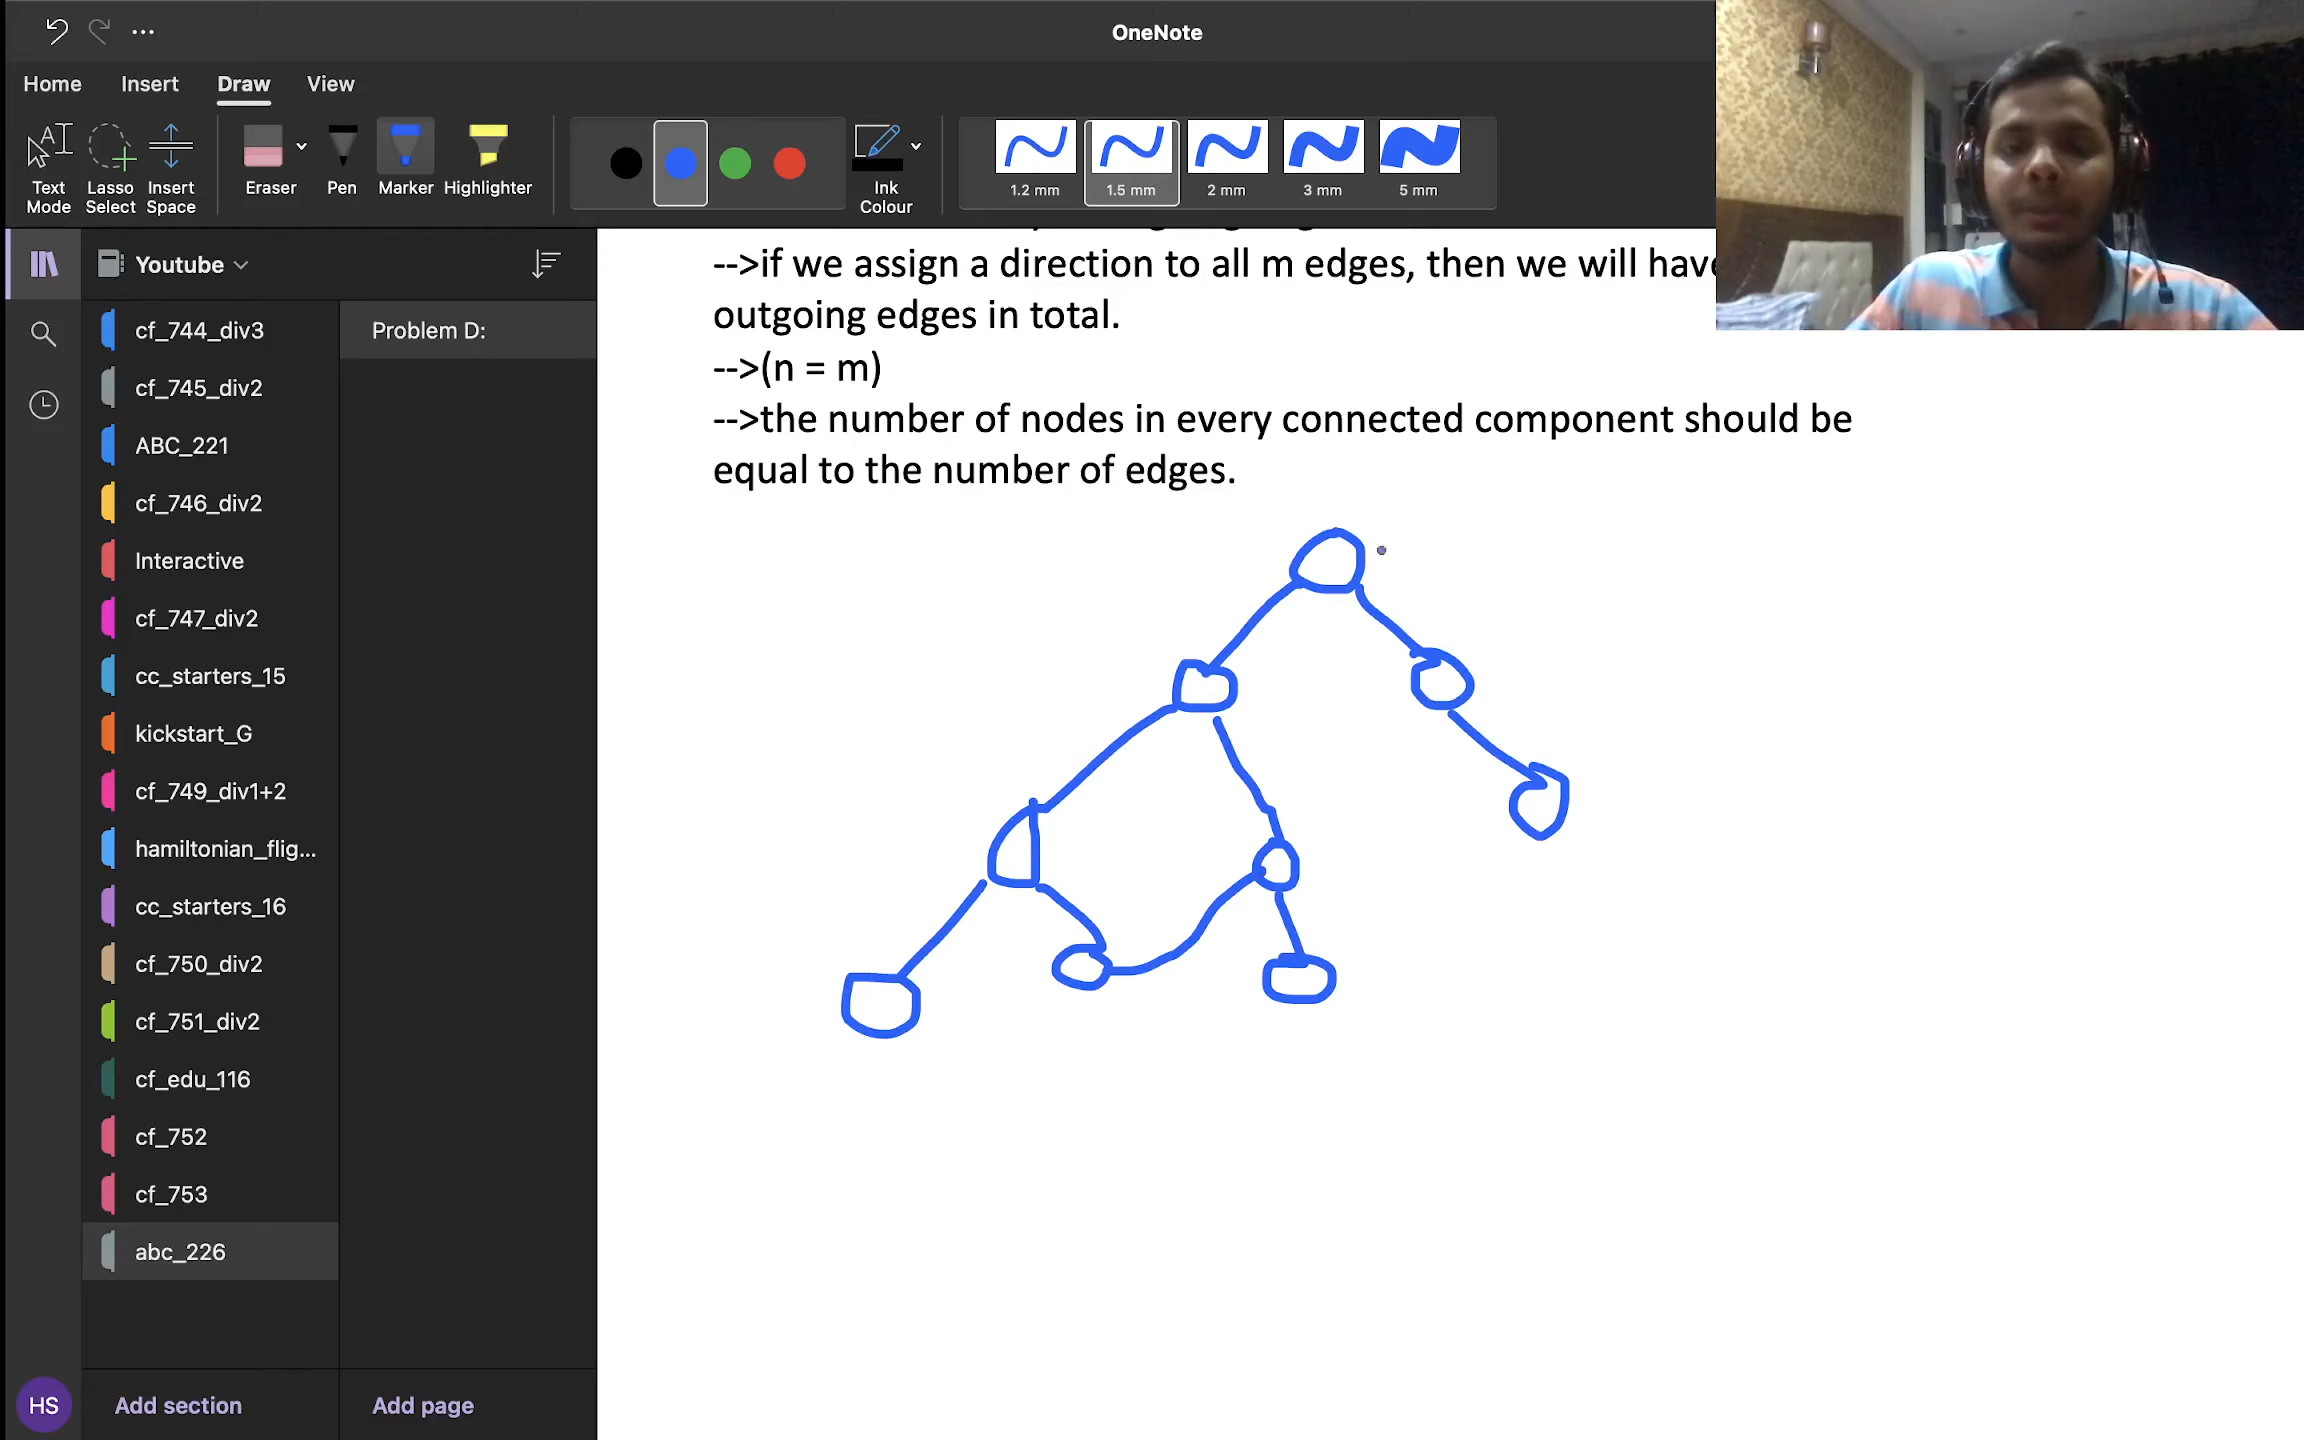 OneNote
Home Insert Draw View
Text Mode
Lasso Select
Insert Space
Eraser
Pen
Marker
Highlighter
Ink Colour
1.2 mm
1.5 mm
2 mm
3 mm
5 mm
Youtube
cf_744_div3
cf_745_div2
ABC_221
cf_746_div2
Interactive
cf_747_div2
cc_starters_15
kickstart_G
cf_749_div1+2
hamiltonian_flig...
cc_starters_16
cf_750_div2
cf_751_div2
cf_edu_116
cf_752
cf_753
abc_226
HS
Add section
Problem D:
Add page
-->if we assign a direction to all m edges, then we will have
outgoing edges in total.
-->(n = m)
-->the number of nodes in every connected component should be
equal to the number of edges.